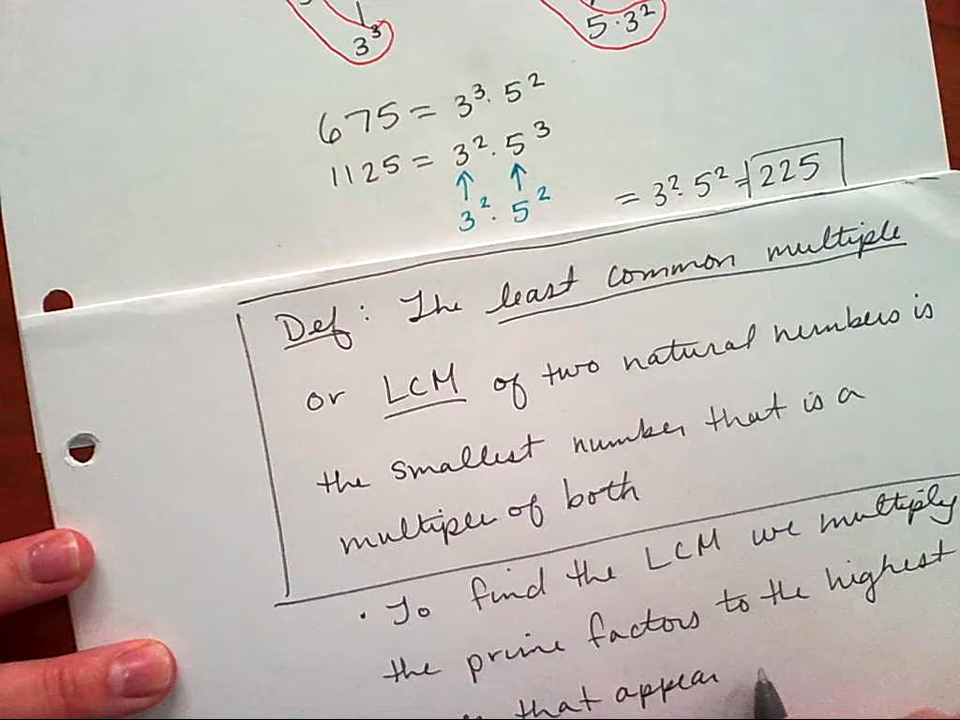 3³
5·3²
675 = 3³· 5²
1125 = 3²· 5³
3²· 5²
= 3²· 5² = 225
Def: The least common multiple
or LCM of two natural numbers is
the smallest number that is a
multiple of both
· To find the LCM we multiply
the prime factors to the highest
that appear